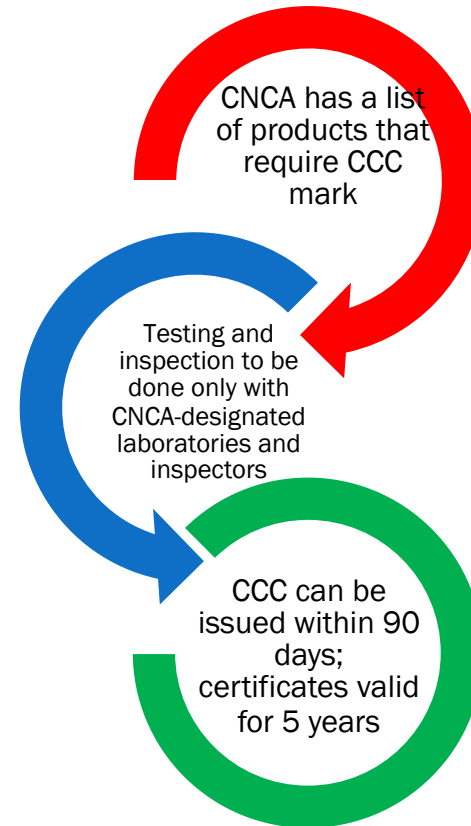 CNCA has a list
of products that
require CCC
mark
Testing and
inspection to be
done only with
CNCA-designated
laboratories and
inspectors
CCC can be
issued within 90
days;
certificates valid
for 5 years